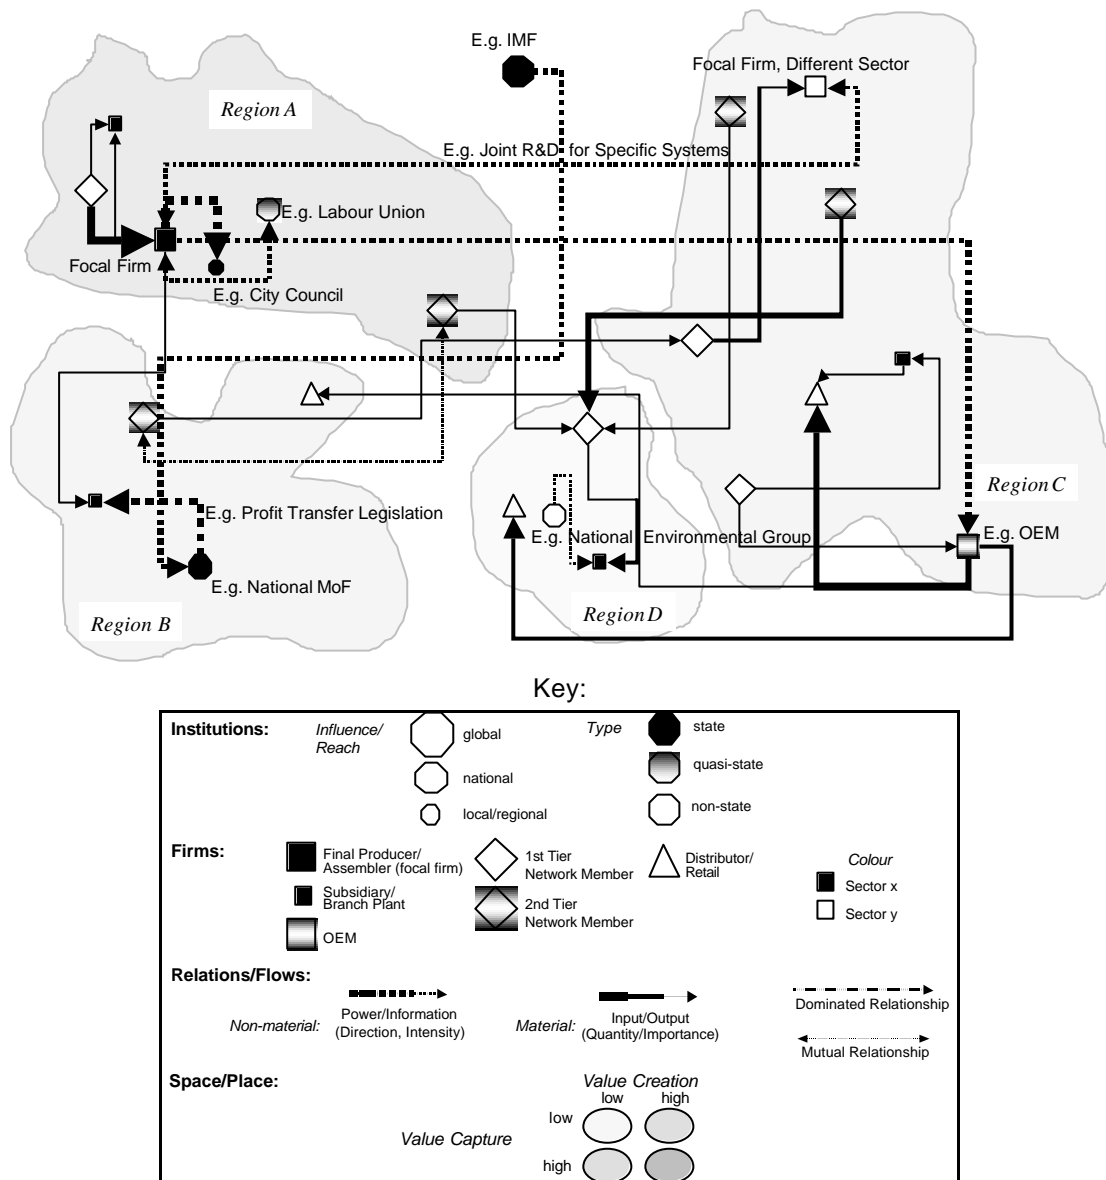 E.g. IMF
Focal Firm, Different Sector
Region A
E.g. Joint R&D for Specific Systems
E.g. Labour Union
Focal Firm
E.g. City Council
Region C
E.g. Profit Transfer Legislation
E.g. National Environmental Group
E.g. OEM
E.g. National MoF
Region B
Region D
Key:
Institutions:
Influence/
Reach
global
national
local/regional
Type
state
quasi-state
non-state
Firms:
Final Producer/
Assembler (focal firm)
Subsidiary/
Branch Plant
OEM
1st Tier
Network Member
2nd Tier
Network Member
Distributor/
Retail
Colour
Sector x
Sector y
Relations/Flows:
Non-material:
Power/Information
(Direction, Intensity)
Material:
Input/Output
(Quantity/Importance)
Dominated Relationship
Mutual Relationship
Space/Place:
Value Creation
low high
Value Capture
low
high